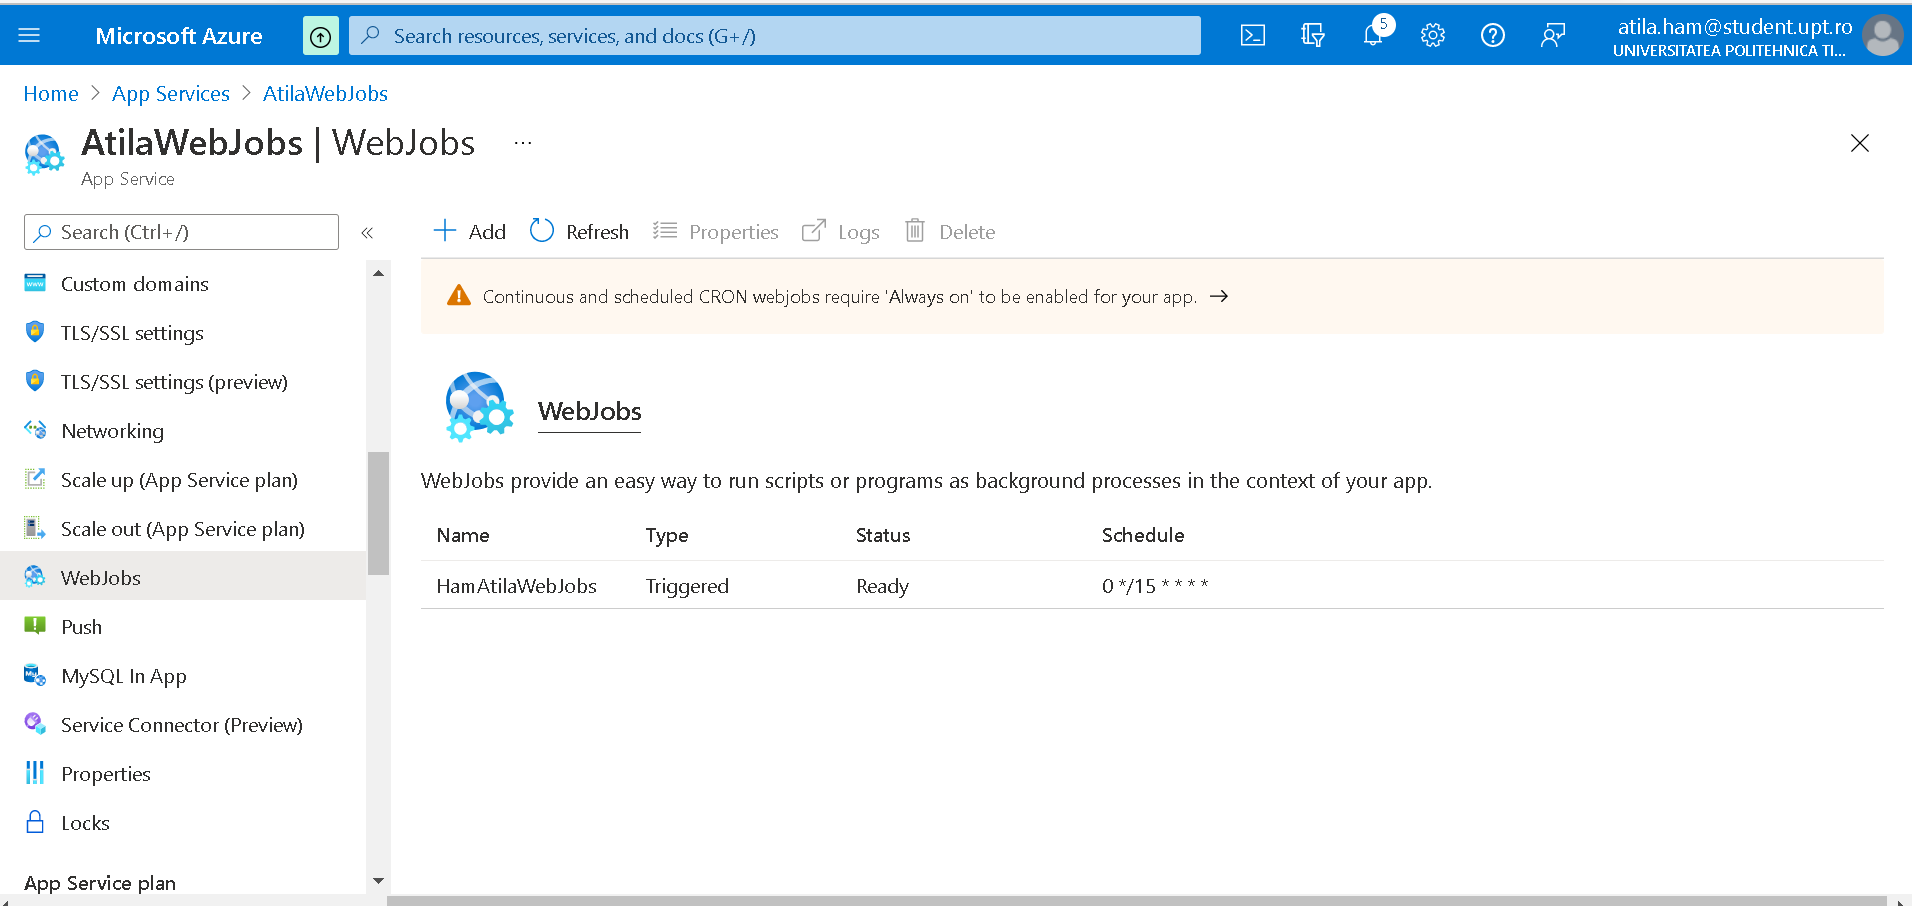 Microsoft Azure
Search resources, services, and docs (G+/)
5
atila.ham@student.upt.ro
UNIVERSITATEA POLITEHNICA TI...
Home > App Services > AtilaWebJobs
AtilaWebJobs | WebJobs ...
App Service
Search (Ctrl+/)
«
Custom domains
TLS/SSL settings
TLS/SSL settings (preview)
Networking
Scale up (App Service plan)
Scale out (App Service plan)
WebJobs
Push
MySQL In App
Service Connector (Preview)
Properties
Locks
App Service plan
Add Refresh Properties Logs Delete
Continuous and scheduled CRON webjobs require 'Always on' to be enabled for your app. →
WebJobs
WebJobs provide an easy way to run scripts or programs as background processes in the context of your app.
Name Type Status Schedule
HamAtilaWebJobs Triggered Ready 0 */15 * * * *